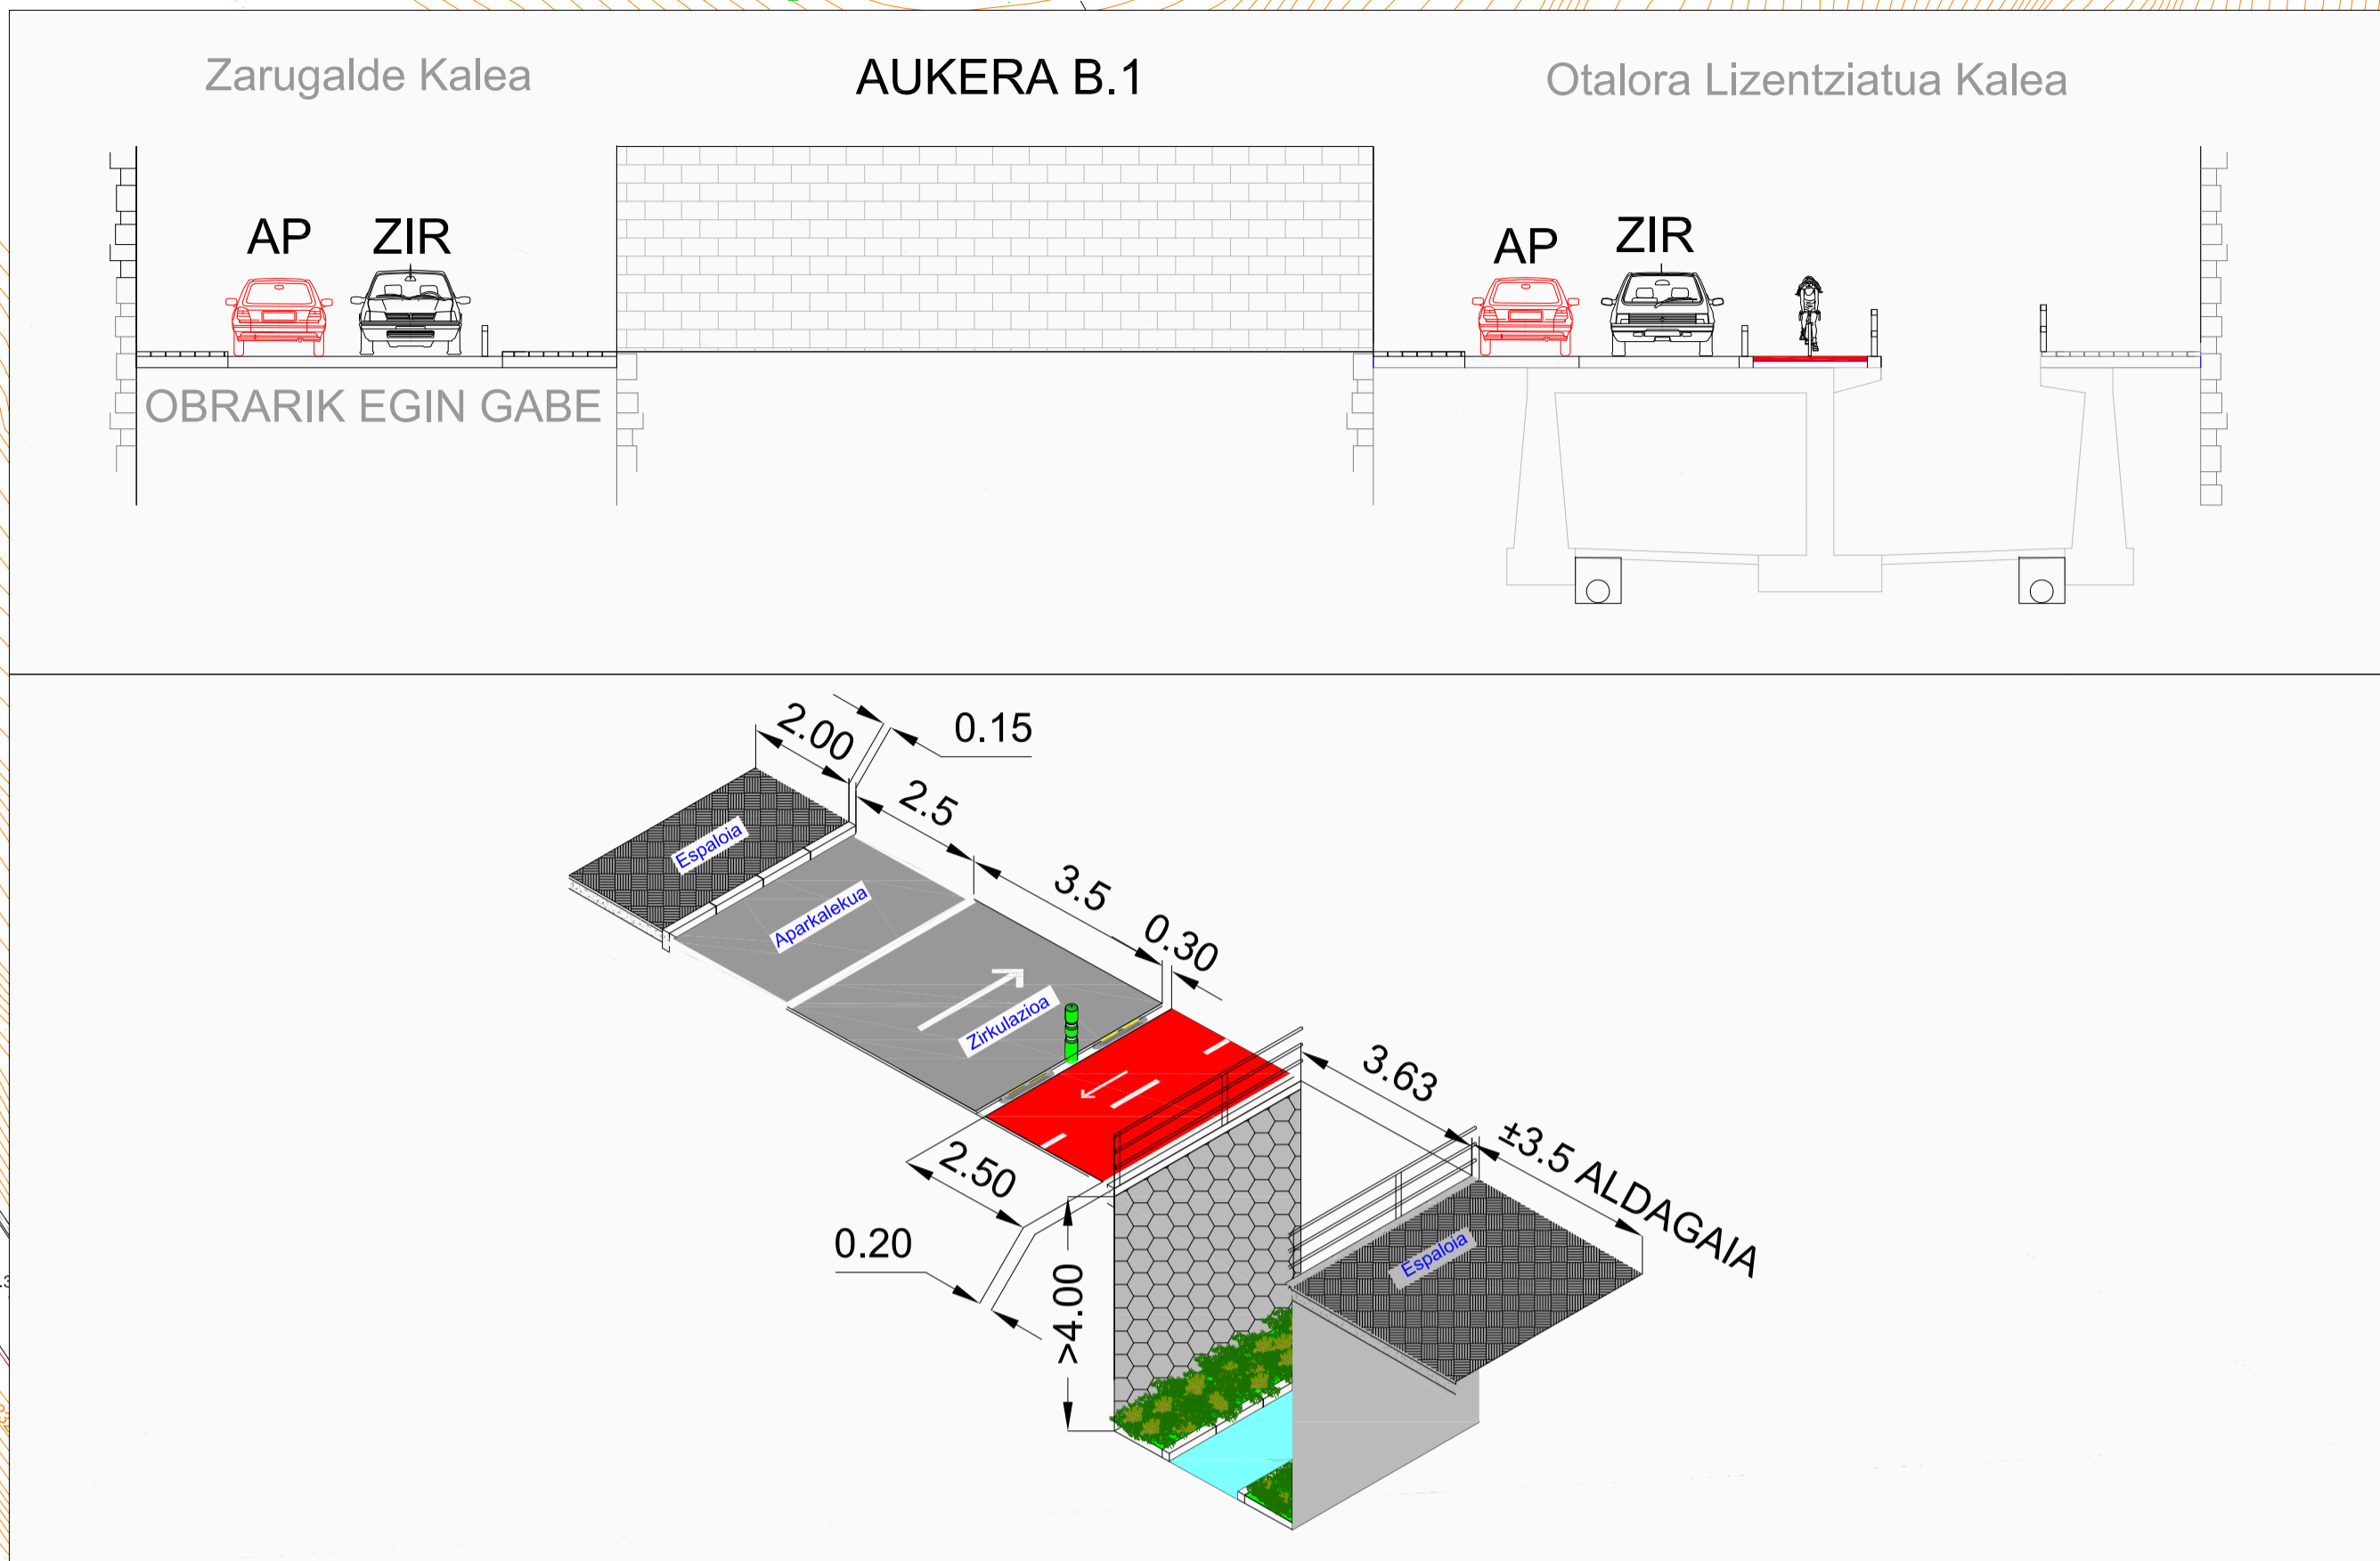 Zarugalde Kalea
AUKERA B.1
Otalora Lizentziatua Kalea
AP
ZIR
AP
ZIR
OBRARIK EGIN GABE
2.00
0.15
2.5
3.5
0.30
3.63
±3.5 ALDAGAIA
Espaloia
Aparkalekua
Zirkulazioa
2.50
0.20
>4.00
Espaloia